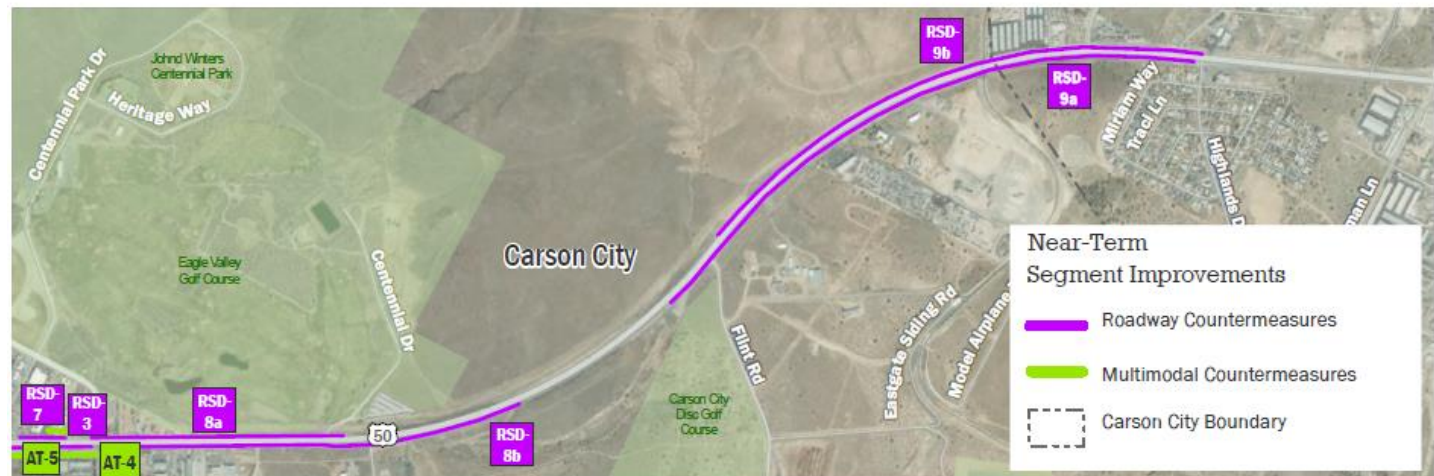 Centennial Park Dr
Johnd Winters
Centennial Park
Heritage Way
Eagle Valley
Golf Course
Centennial Dr
Carson City
RSD-
9b
RSD-
9a
Miriam Way
Traci Ln
Highlands D
man Ln
Flint Rd
Eastgate Siding Rd
Model Airplane
Carson City
Disc Golf
Course
RSD-
7
RSD-
3
RSD-
8a
50
RSD-
8b
AT-5
AT-4
Near-Term
Segment Improvements
Roadway Countermeasures
Multimodal Countermeasures
Carson City Boundary